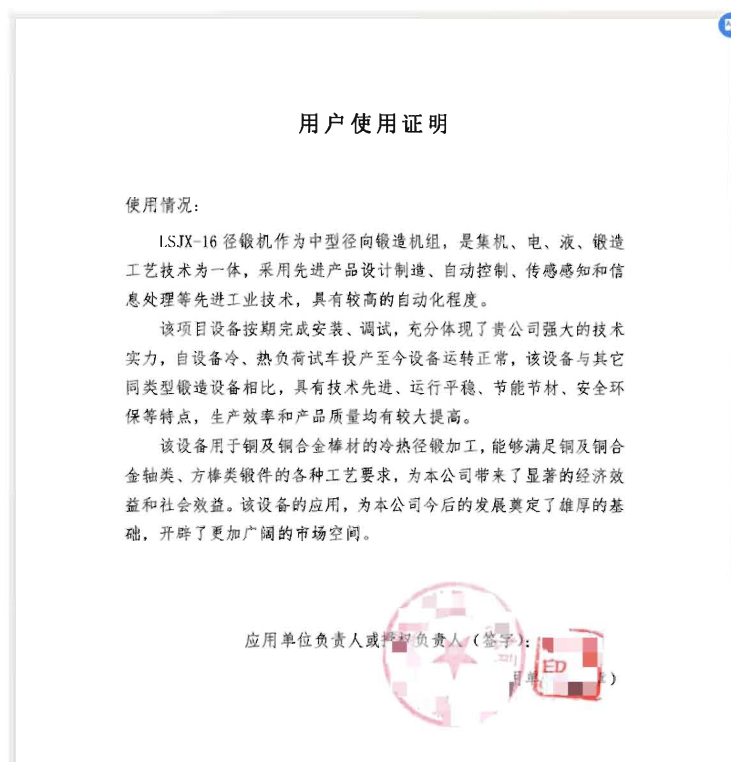 用户使用证明
使用情况：
LSJX-16 径锻机作为中型径向锻造机组，是集机、电、液、锻造
工艺技术为一体，采用先进产品设计制造、自动控制、传感感知和信
息处理等先进工业技术，具有较高的自动化程度。
该项目设备按期完成安装、调试，充分体现了贵公司强大的技术
实力，自设备冷、热负荷试车投产至今设备运转正常，该设备与其它
同类型锻造设备相比，具有技术先进、运行平稳、节能节材、安全环
保等特点，生产效率和产品质量均有较大提高。
该设备用于铜及铜合金棒材的冷热径锻加工，能够满足铜及铜合
金轴类、方棒类锻件的各种工艺要求，为本公司带来了显著的经济效
益和社会效益。该设备的应用，为本公司今后的发展奠定了雄厚的基
础，开辟了更加广阔的市场空间。
应用单位负责人或授权负责人（签字）：
印
用单）